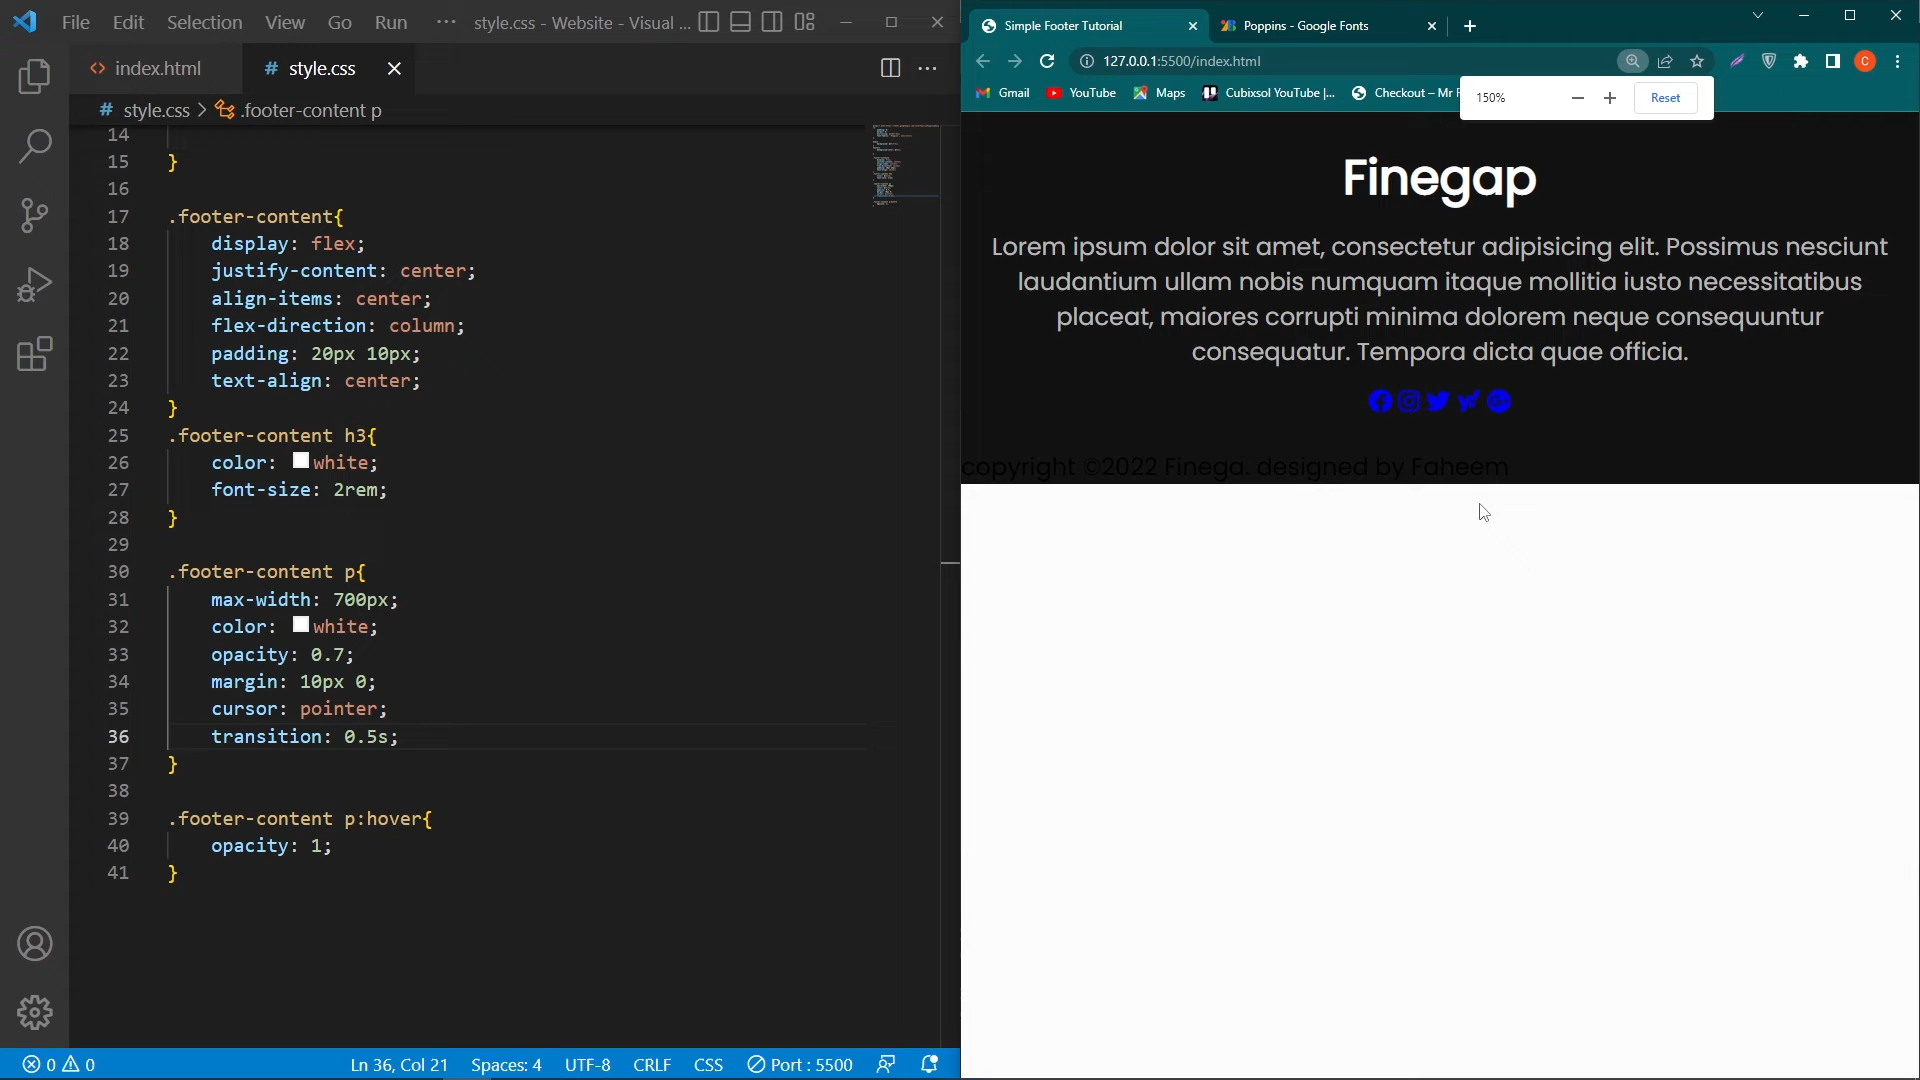 File Edit Selection View Go Run ··· style.css - Website - Visual ...
index.html # style.css
# style.css > .footer-content p
14
15 }
16
17 .footer-content{
18 display: flex;
19 justify-content: center;
20 align-items: center;
21 flex-direction: column;
22 padding: 20px 10px;
23 text-align: center;
24 }
25 .footer-content h3{
26 color: white;
27 font-size: 2rem;
28 }
29
30 .footer-content p{
31 max-width: 700px;
32 color: white;
33 opacity: 0.7;
34 margin: 10px 0;
35 cursor: pointer;
36 transition: 0.5s;
37 }
38
39 .footer-content p:hover{
40 opacity: 1;
41 }
0 0 Ln 36, Col 21 Spaces: 4 UTF-8 CRLF CSS Port : 5500
Simple Footer Tutorial Poppins - Google Fonts
127.0.0.1:5500/index.html C
Gmail YouTube Maps Cubixsol YouTube |... Checkout – Mr
150% Reset
Finegap
Lorem ipsum dolor sit amet, consectetur adipisicing elit. Possimus nesciunt
laudantium ullam nobis numquam itaque mollitia iusto necessitatibus
placeat, maiores corrupti minima dolorem neque consequuntur
consequatur. Tempora dicta quae officia.
copyright ©2022 Finega. designed by Faheem